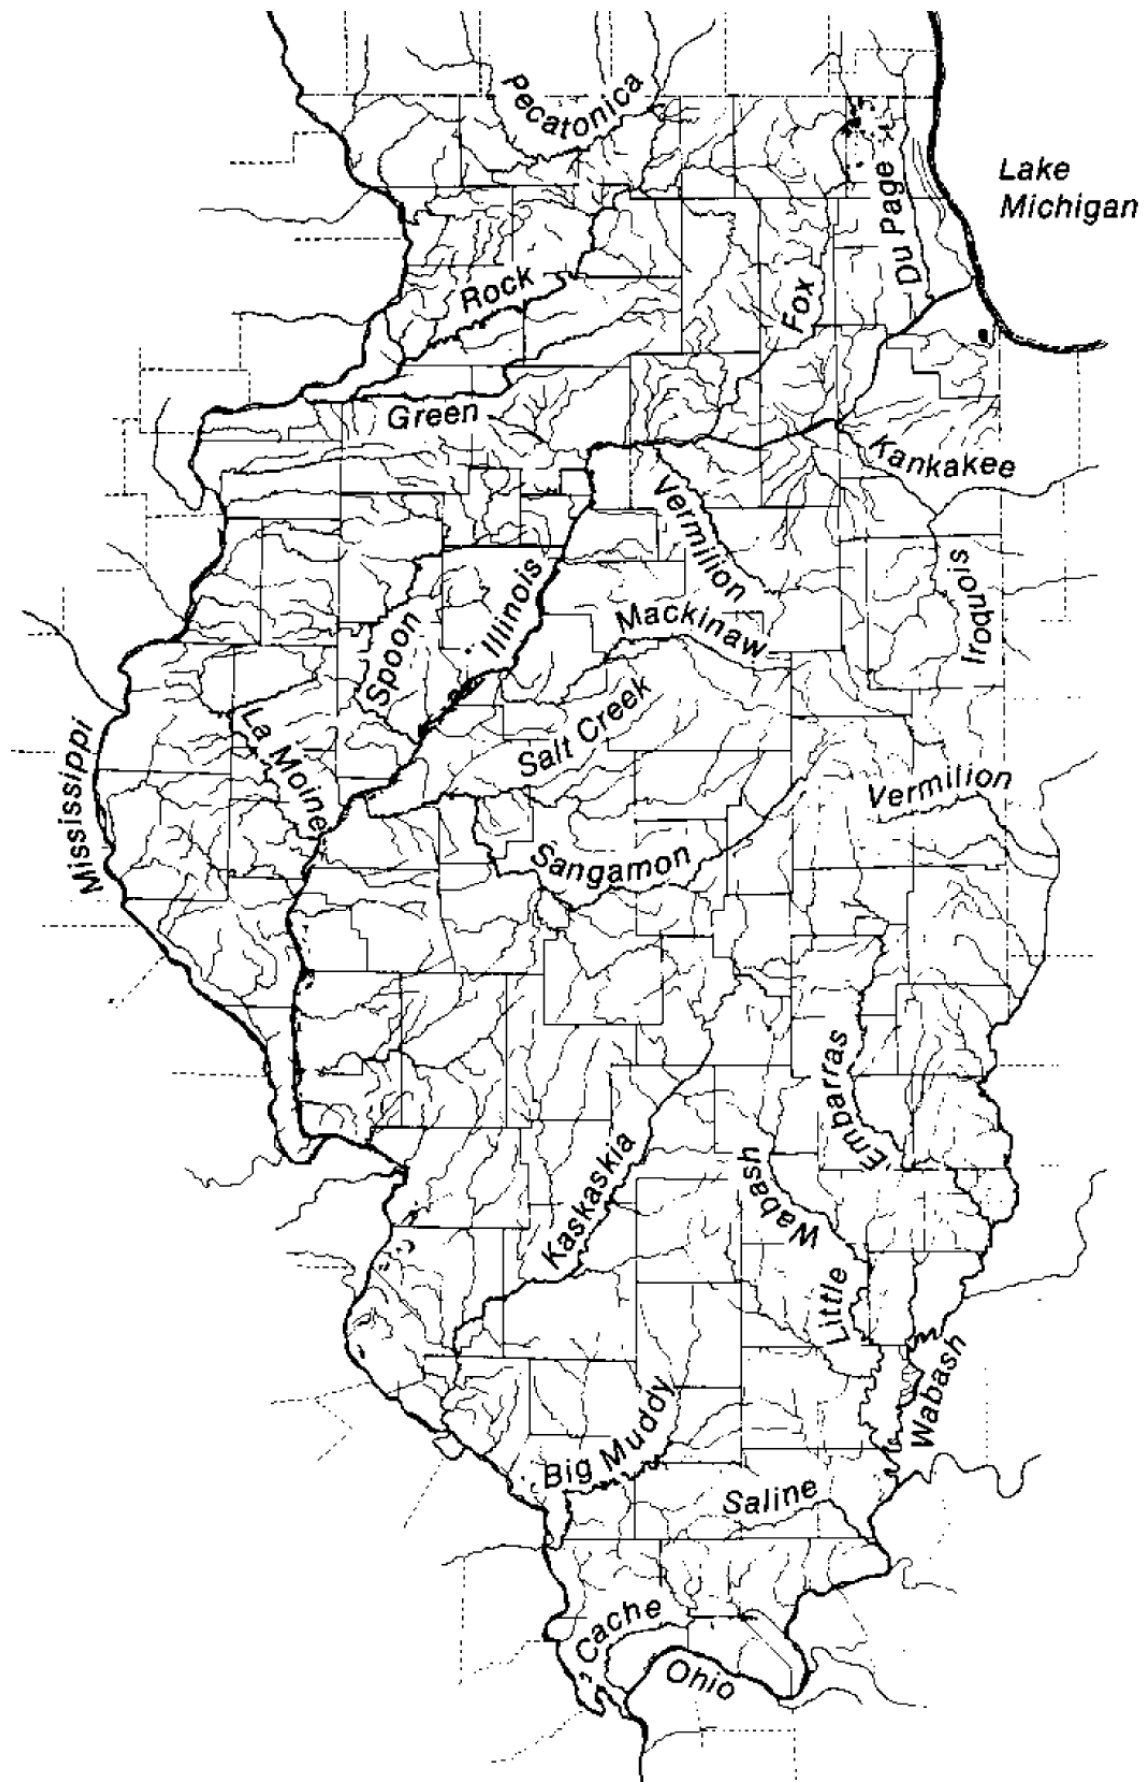 Pecatonica
Lake
Michigan
Du Page
Rock
Fox
Green
Kankakee
Vermilion
Illinois
Iroquois
Mackinaw
Spoon
Salt Creek
La Moine
Mississippi
Vermilion
Sangamon
Embarras
Kaskaskia
Little Wabash
Wabash
Big Muddy
Saline
Cache
Ohio